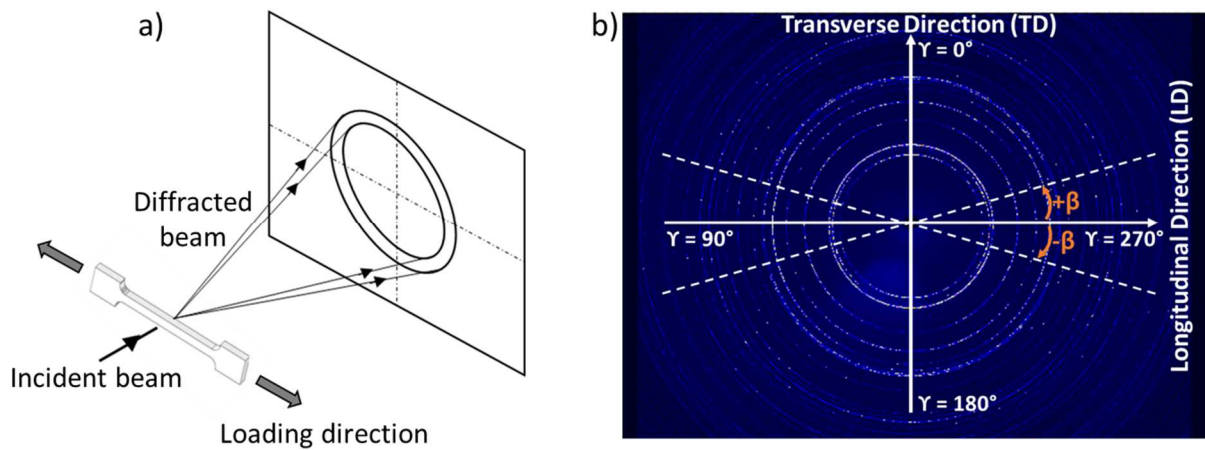 a)
Diffracted
beam
Incident beam
Loading direction
b)
Transverse Direction (TD)
ϒ = 0°
ϒ = 90°
ϒ = 270°
+β
-β
ϒ = 180°
Longitudinal Direction (LD)